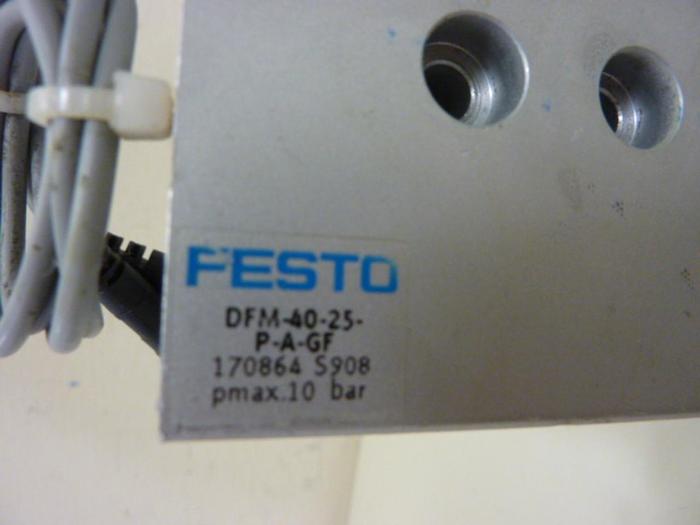 FESTO
DFM-40-25-
P-A-GF
170864 S908
pmax.10 bar